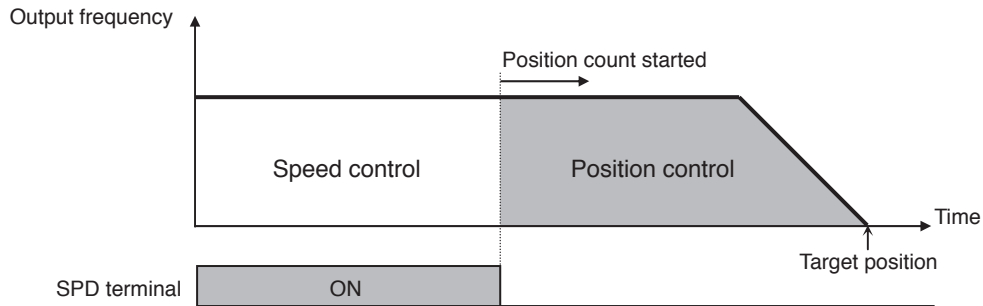 Output frequency
Position count started
Speed control
Position control
Time
Target position
SPD terminal
ON